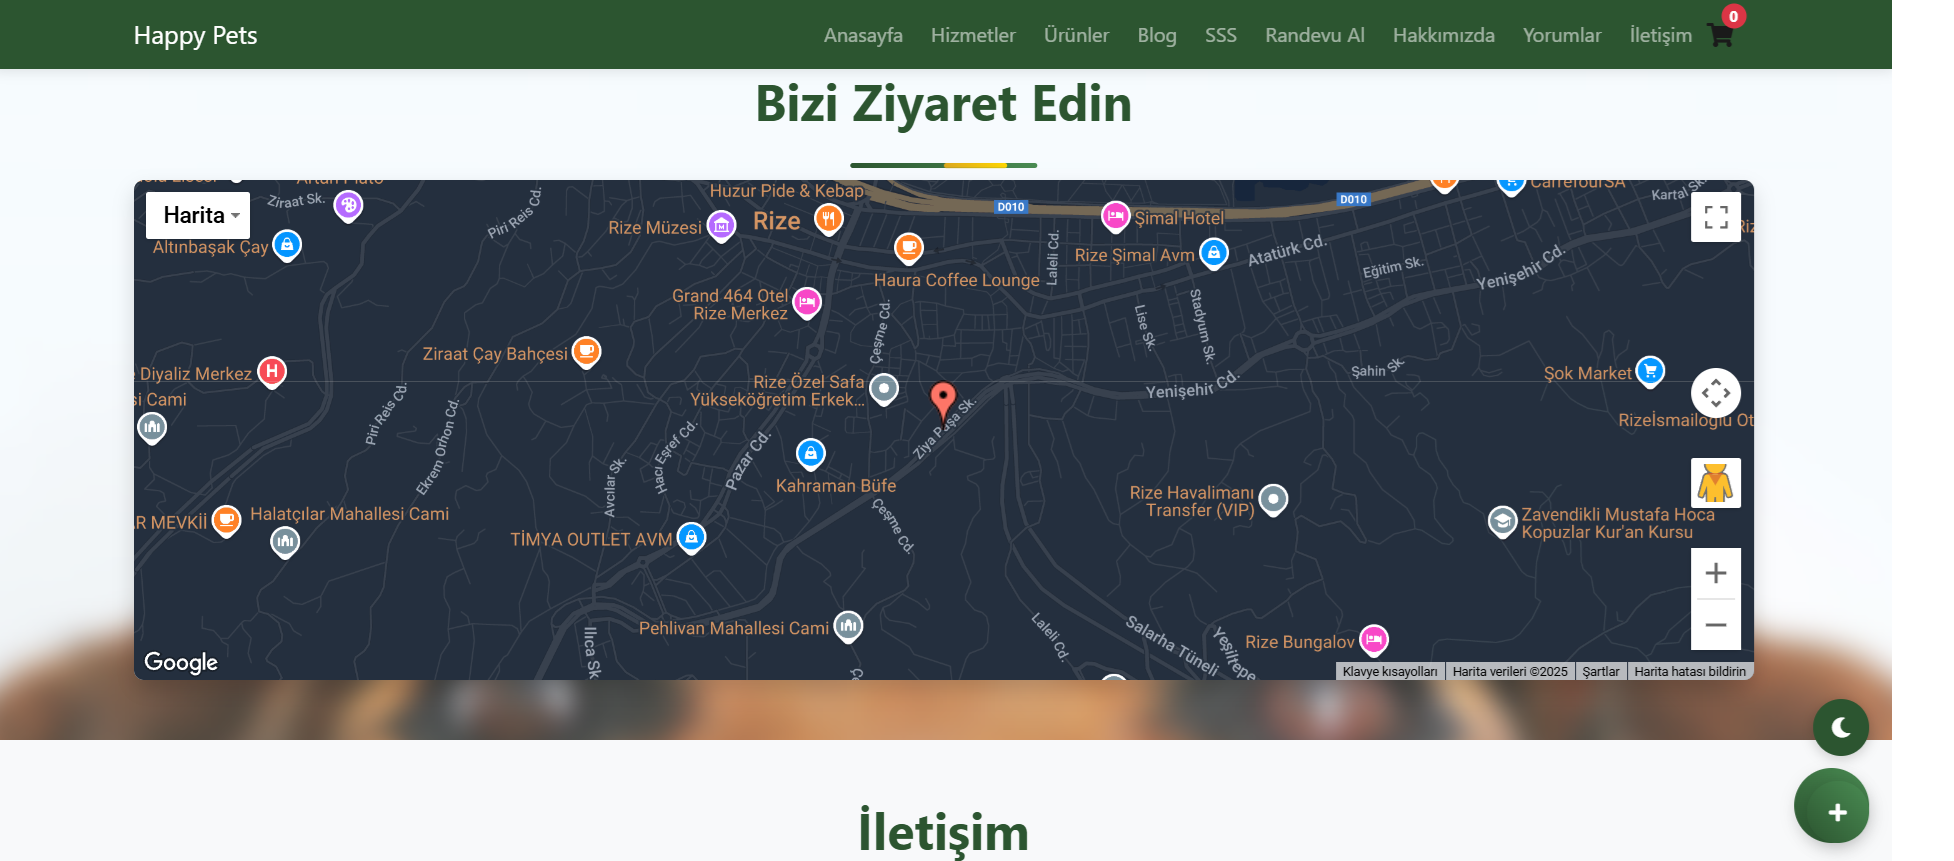 Happy Pets
Anasayfa Hizmetler Ürünler Blog SSS Randevu Al Hakkımızda Yorumlar İletişim 0
Bizi Ziyaret Edin
Harita
Ziraat Sk.
Altınbaşak Çay
Piri Reis Cd.
Huzur Pide & Kebap
Rize Müzesi
Rize
D010
D010
CarrefourSA
Kartal Sk.
Şimal Hotel
Rize Şimal Avm
Haura Coffee Lounge
Laleli Cd.
Atatürk Cd.
Eğitim Sk.
Yenişehir Cd.
Grand 464 Otel
Rize Merkez
Çeşme Cd.
Lise Sk.
Stadyum Sk.
Ziraat Çay Bahçesi
Diyaliz Merkez
si Cami
Piri Reis Cd.
Ekrem Orhon Cd.
Rize Özel Safa
Yükseköğretim Erkek...
Yenişehir Cd.
Şahin Sk.
Şok Market
Rizeİsmailoğlu Ot
Ziya Paşa Sk.
Hacı Eşref Cd.
Pazar Cd.
Avcılar Sk.
Kahraman Büfe
Çeşme Cd.
Rize Havalimanı
Transfer (VIP)
Zavendikli Mustafa Hoca
Kopuzlar Kur'an Kursu
AR MEVKİİ
Halatçılar Mahallesi Cami
TİMYA OUTLET AVM
Pehlivan Mahallesi Cami
Ilıca Sk
Laleli Cd.
Salarha Tüneli
Yeşiltepe
Rize Bungalov
Google
Klavye kısayolları Harita verileri ©2025 Şartlar Harita hatası bildirin
İletişim